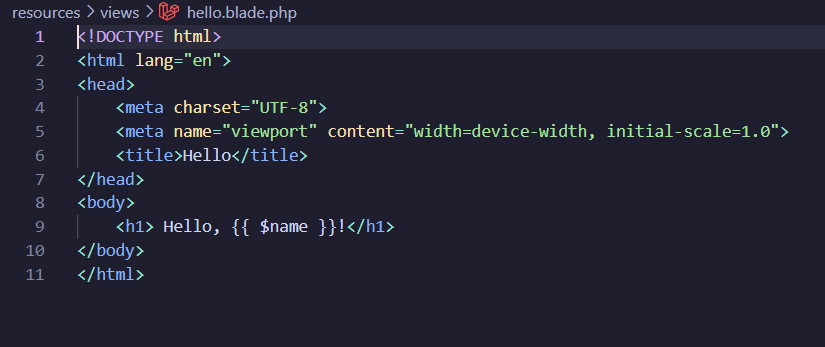 resources > views > hello.blade.php
1 <!DOCTYPE html>
2 <html lang="en">
3 <head>
4     <meta charset="UTF-8">
5     <meta name="viewport" content="width=device-width, initial-scale=1.0">
6     <title>Hello</title>
7 </head>
8 <body>
9     <h1> Hello, {{ $name }}!</h1>
10 </body>
11 </html>